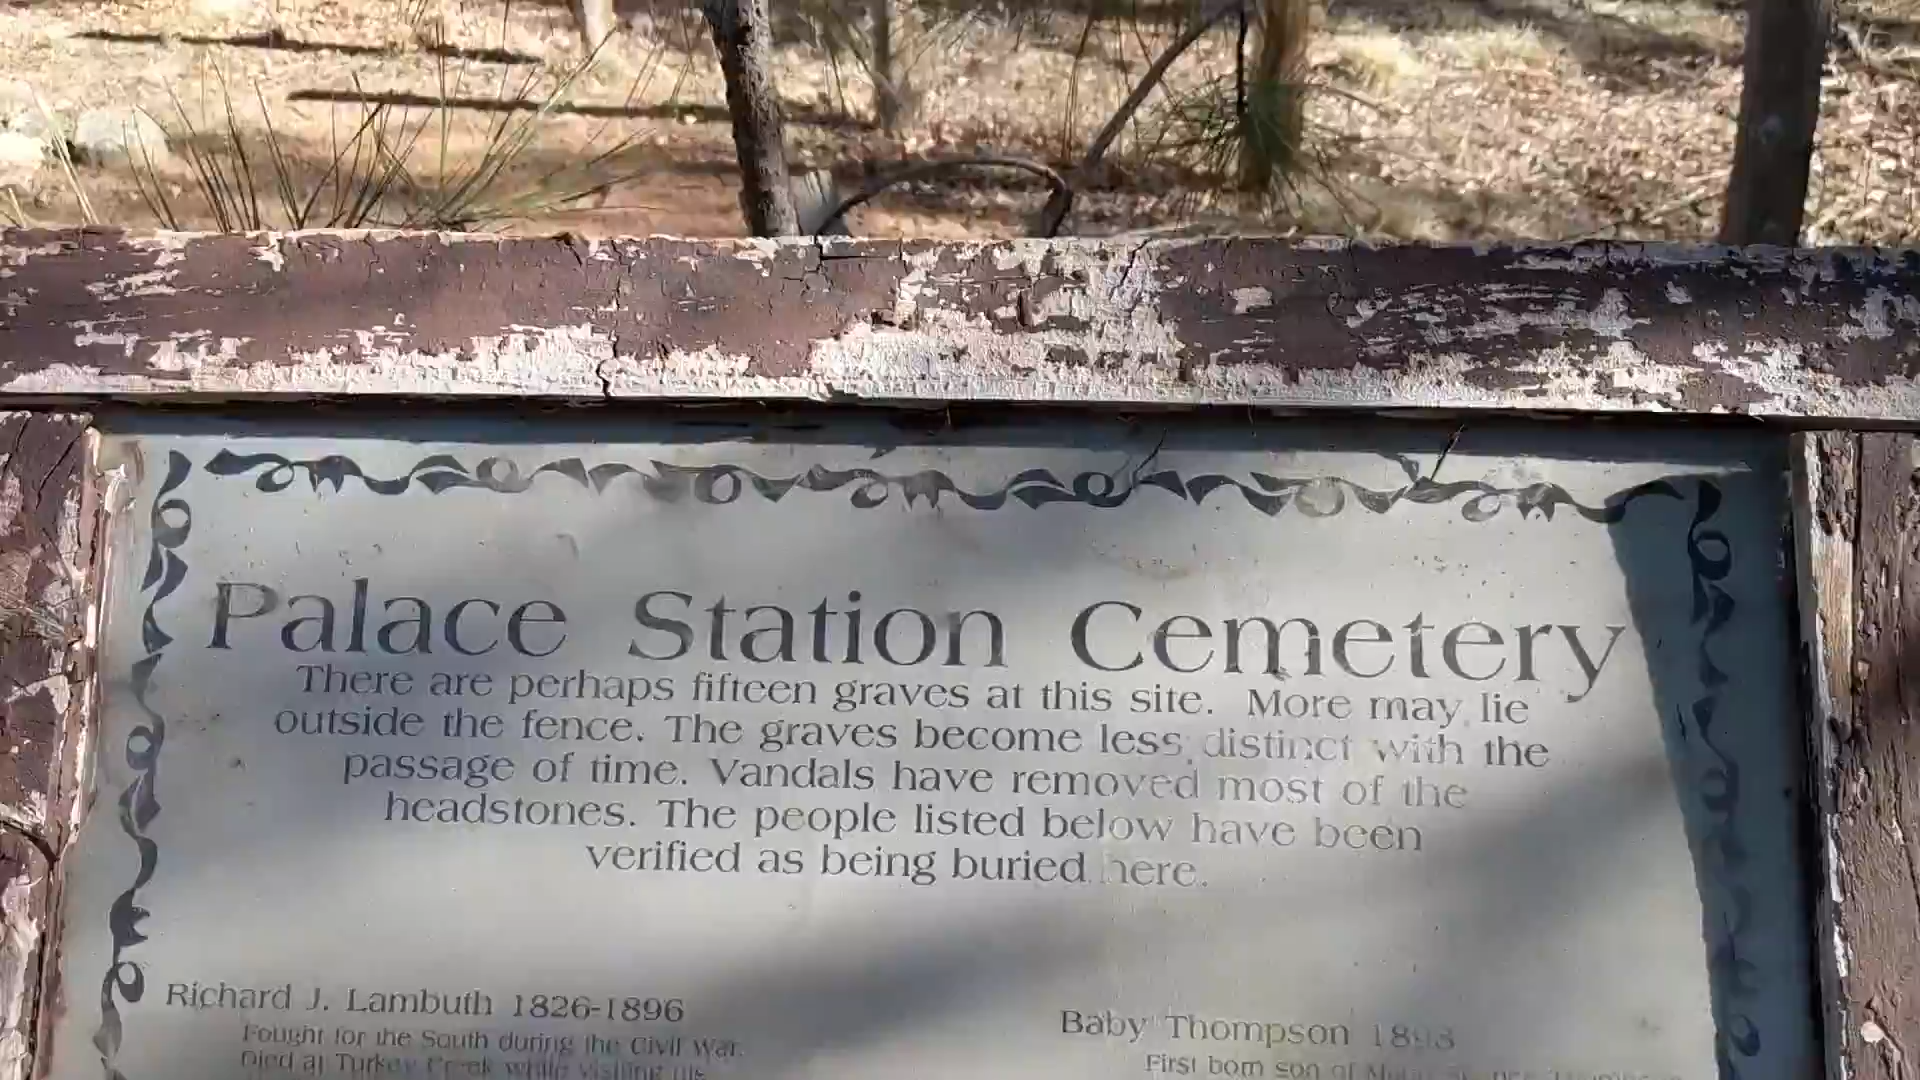 Palace Station Cemetery
There are perhaps fifteen graves at this site. More may lie
outside the fence. The graves become less distinct with the
passage of time. Vandals have removed most of the
headstones. The people listed below have been
verified as being buried here.
Richard J. Lambuth 1826-1896
Baby Thompson
Fought for the South during the Civil War.
First born son of
Died at Turkey Creek while visiting his